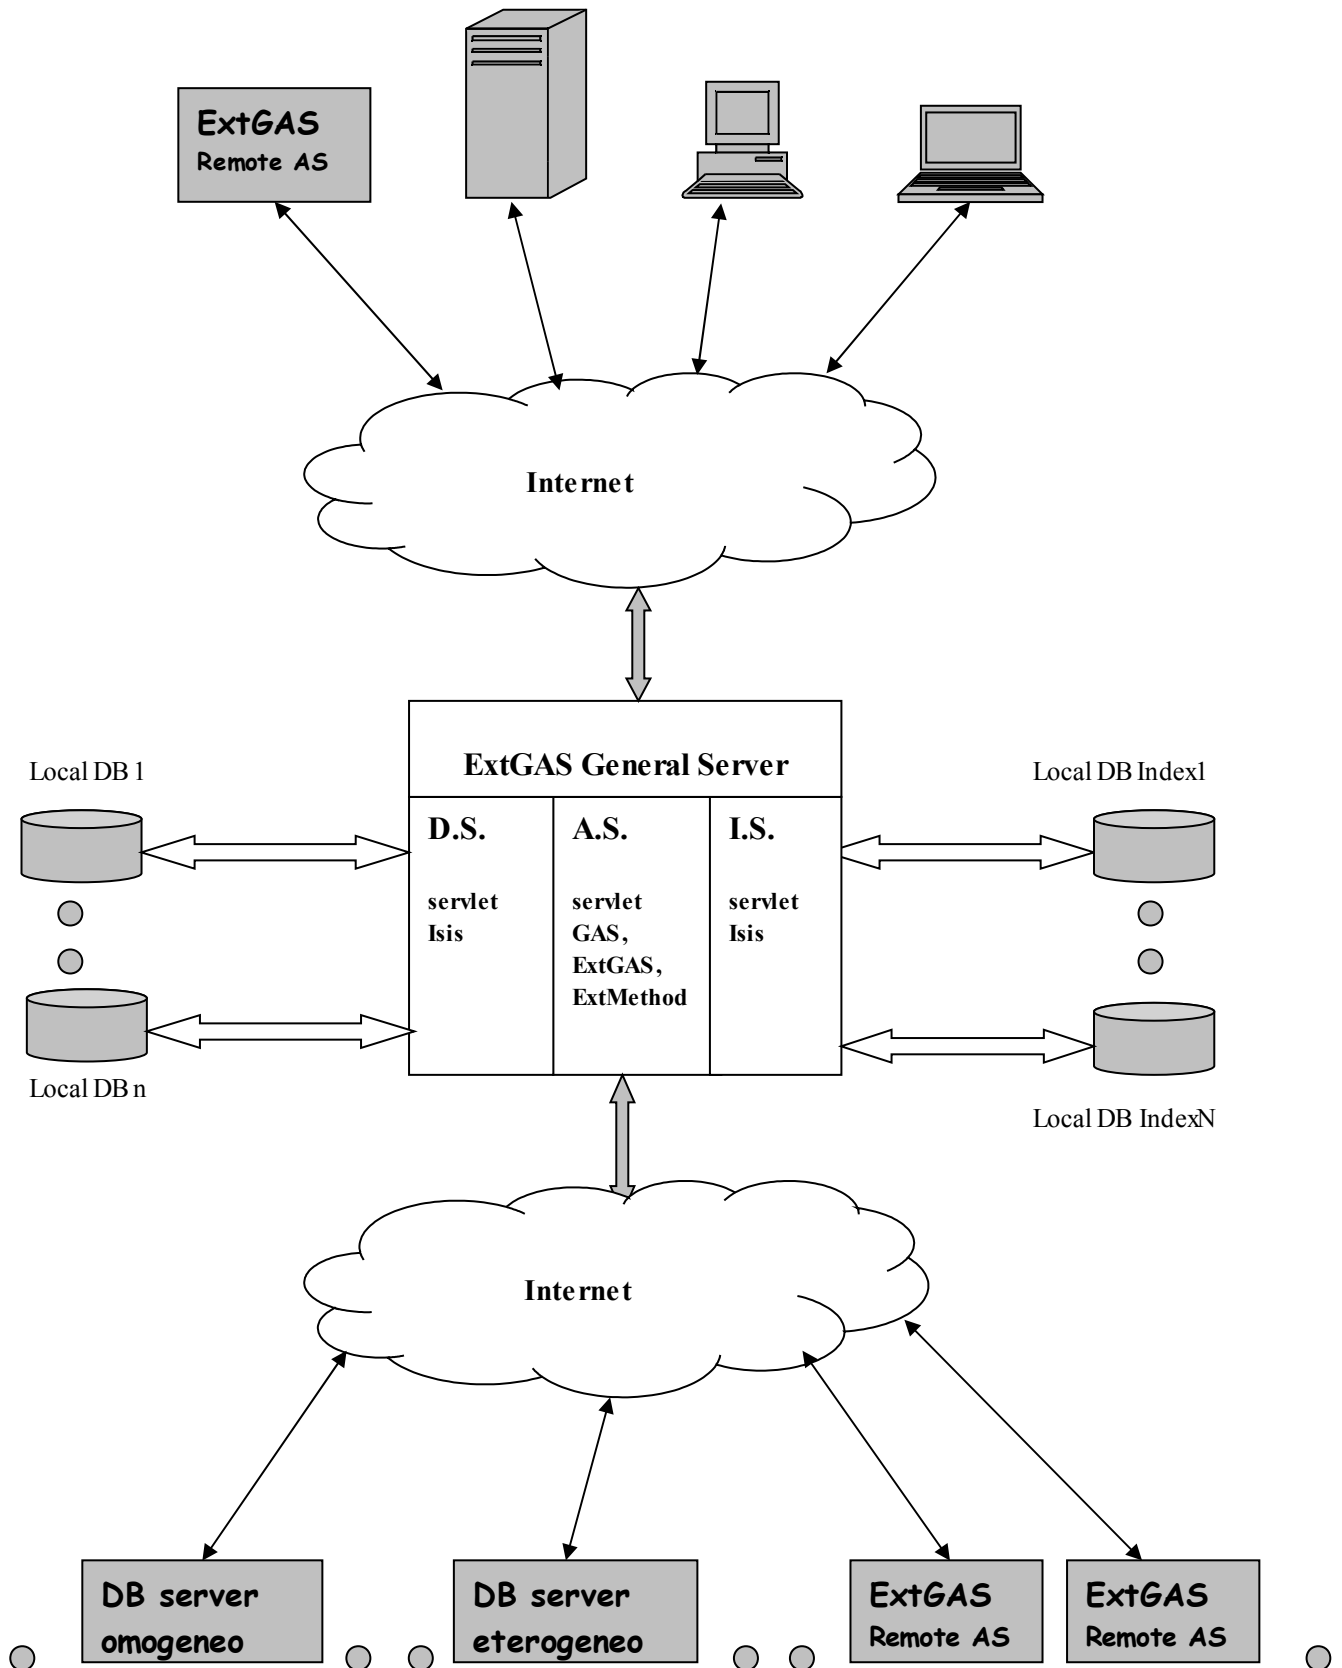 ExtGAS
Remote AS
Internet
ExtGAS General Server
Local DB 1
Local DB Index1
D.S.
servlet
Isis
A.S.
servlet
GAS,
ExtGAS,
ExtMethod
I.S.
servlet
Isis
Local DB n
Local DB IndexN
Internet
DB server
omogeneo
DB server
eterogeneo
ExtGAS
Remote AS
ExtGAS
Remote AS